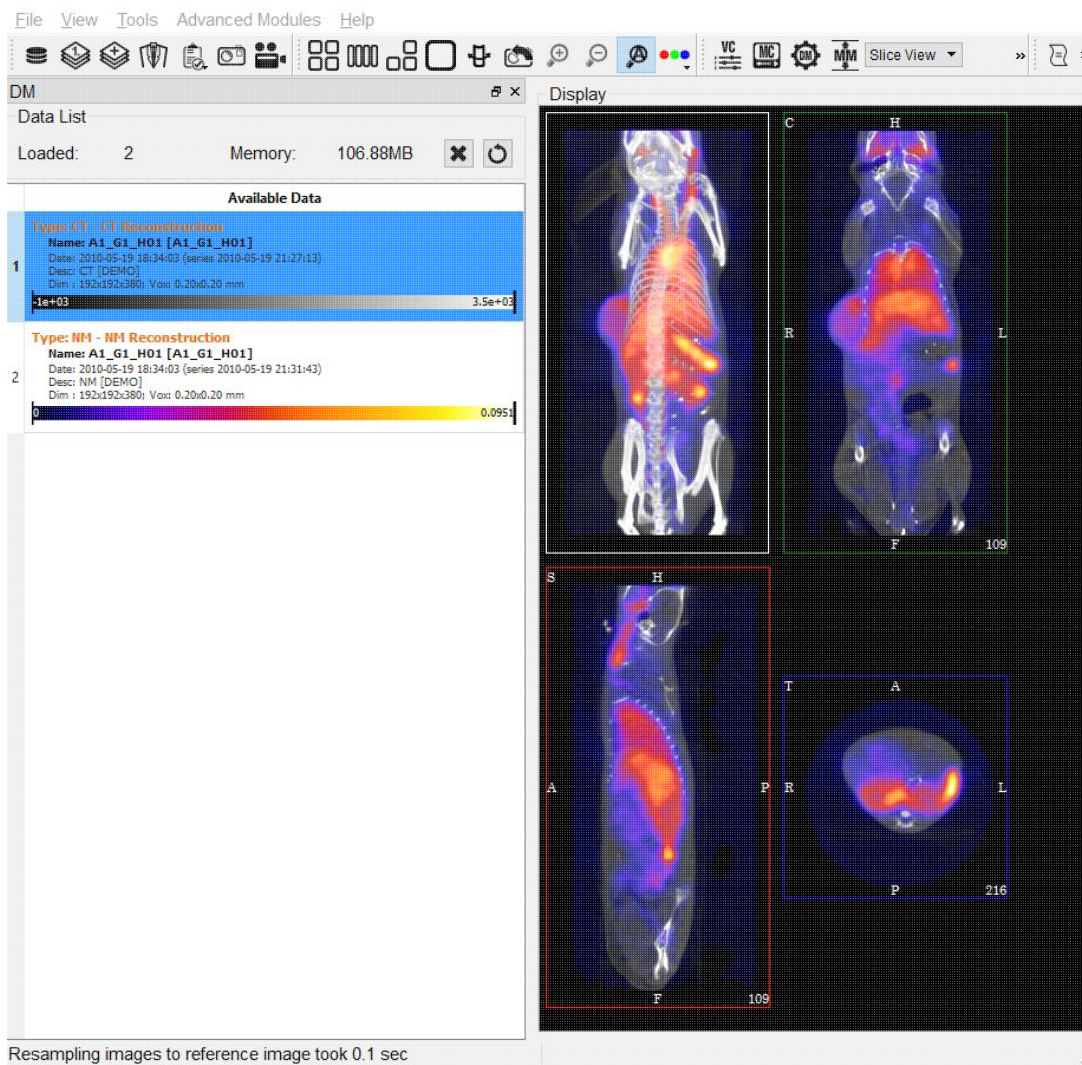 File View Tools Advanced Modules Help
VC MC DM MM Slice View »
DM
Display
Data List
Loaded: 2 Memory: 106.88MB
Available Data
1
Type: CT - CT Reconstruction
Name: A1_G1_H01 [A1_G1_H01]
Date: 2010-05-19 18:34:03 (series 2010-05-19 21:27:13)
Desc: CT [DEMO]
Dim : 192x192x380; Vox: 0.20x0.20 mm
-1e+03 3.5e+03
2
Type: NM - NM Reconstruction
Name: A1_G1_H01 [A1_G1_H01]
Date: 2010-05-19 18:34:03 (series 2010-05-19 21:31:43)
Desc: NM [DEMO]
Dim : 192x192x380; Vox: 0.20x0.20 mm
0 0.0951
C H
R L
F 109
S H
A P
F 109
T A
R L
P 216
Resampling images to reference image took 0.1 sec